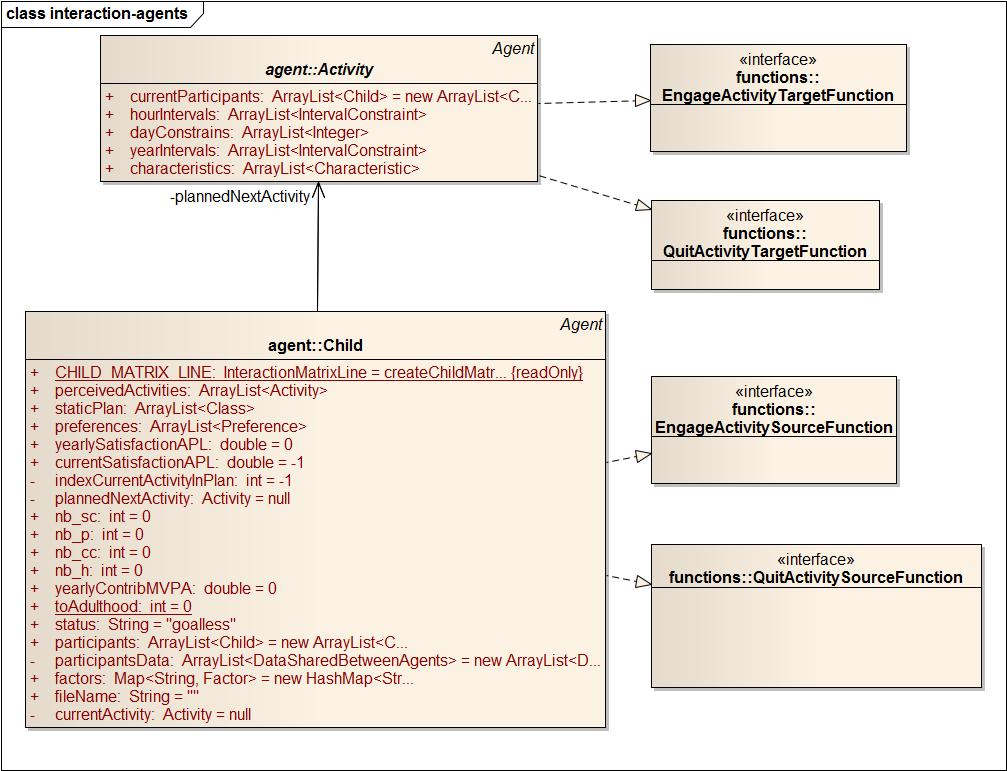 class interaction-agents
Agent
agent::Activity
+ currentParticipants: ArrayList<Child> = new ArrayList<C...
+ hourIntervals: ArrayList<IntervalConstraint>
+ dayConstrains: ArrayList<Integer>
+ yearIntervals: ArrayList<IntervalConstraint>
+ characteristics: ArrayList<Characteristic>
«interface»
functions::
EngageActivityTargetFunction
-plannedNextActivity
«interface»
functions::
QuitActivityTargetFunction
Agent
agent::Child
+ CHILD_MATRIX_LINE: InteractionMatrixLine = createChildMatr... {readOnly}
+ perceivedActivities: ArrayList<Activity>
+ staticPlan: ArrayList<Class>
+ preferences: ArrayList<Preference>
+ yearlySatisfactionAPL: double = 0
+ currentSatisfactionAPL: double = -1
- indexCurrentActivityInPlan: int = -1
- plannedNextActivity: Activity = null
+ nb_sc: int = 0
+ nb_p: int = 0
+ nb_cc: int = 0
+ nb_h: int = 0
+ yearlyContribMVPA: double = 0
+ toAdulthood: int = 0
+ status: String = "goalless"
+ participants: ArrayList<Child> = new ArrayList<C...
- participantsData: ArrayList<DataSharedBetweenAgents> = new ArrayList<D...
+ factors: Map<String, Factor> = new HashMap<Str...
+ fileName: String = ""
- currentActivity: Activity = null
«interface»
functions::
EngageActivitySourceFunction
«interface»
functions::QuitActivitySourceFunction